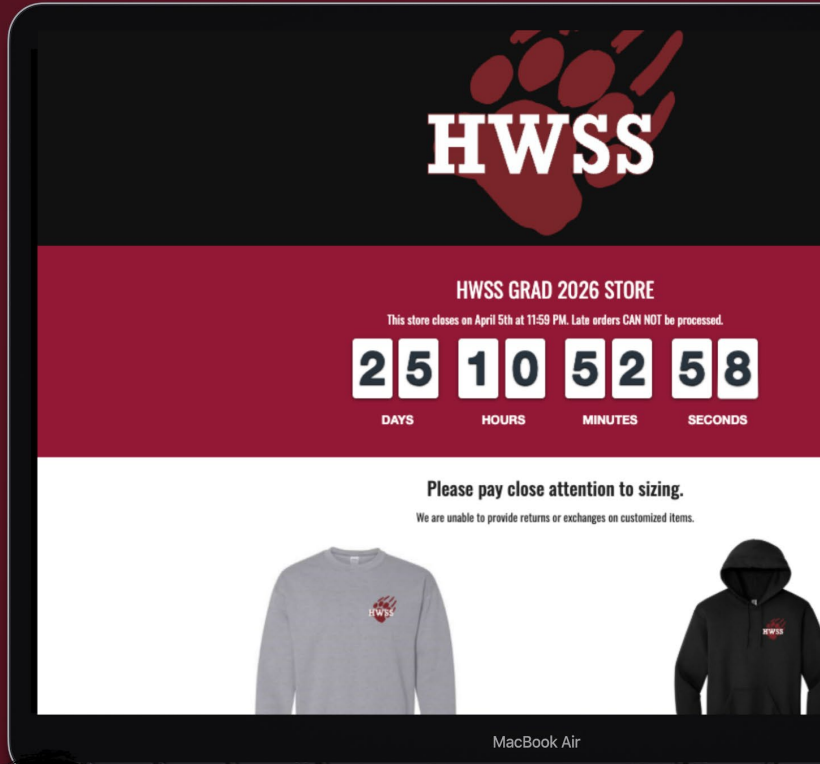 HWSS
HWSS GRAD 2026 STORE
This store closes on April 5th at 11:59 PM. Late orders CAN NOT be processed.
25 10 52 58
DAYS HOURS MINUTES SECONDS
Please pay close attention to sizing.
We are unable to provide returns or exchanges on customized items.
HWSS
HWSS
MacBook Air